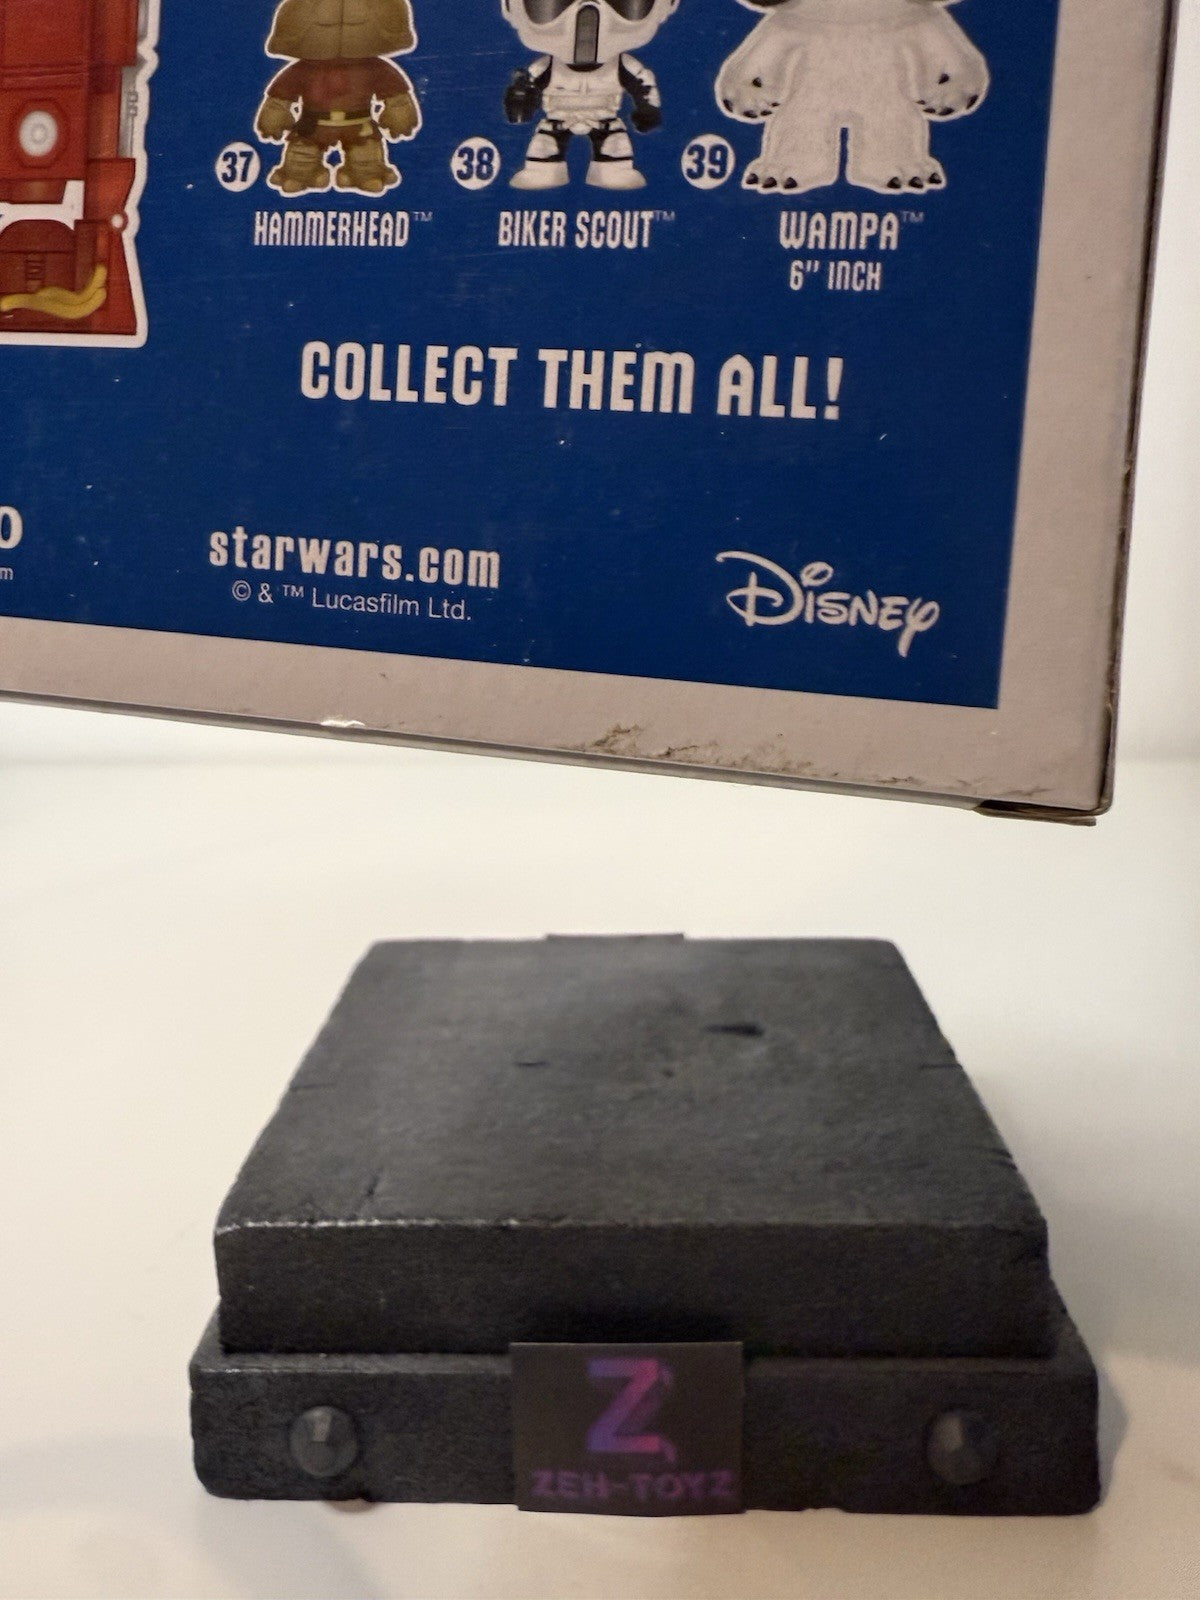 37
HAMMERHEAD™
38
BIKER SCOUT™
39
WAMPA™
6" INCH
COLLECT THEM ALL!
starwars.com
© & ™ Lucasfilm Ltd.
DISNEY
Z
ZEH-TOYZ